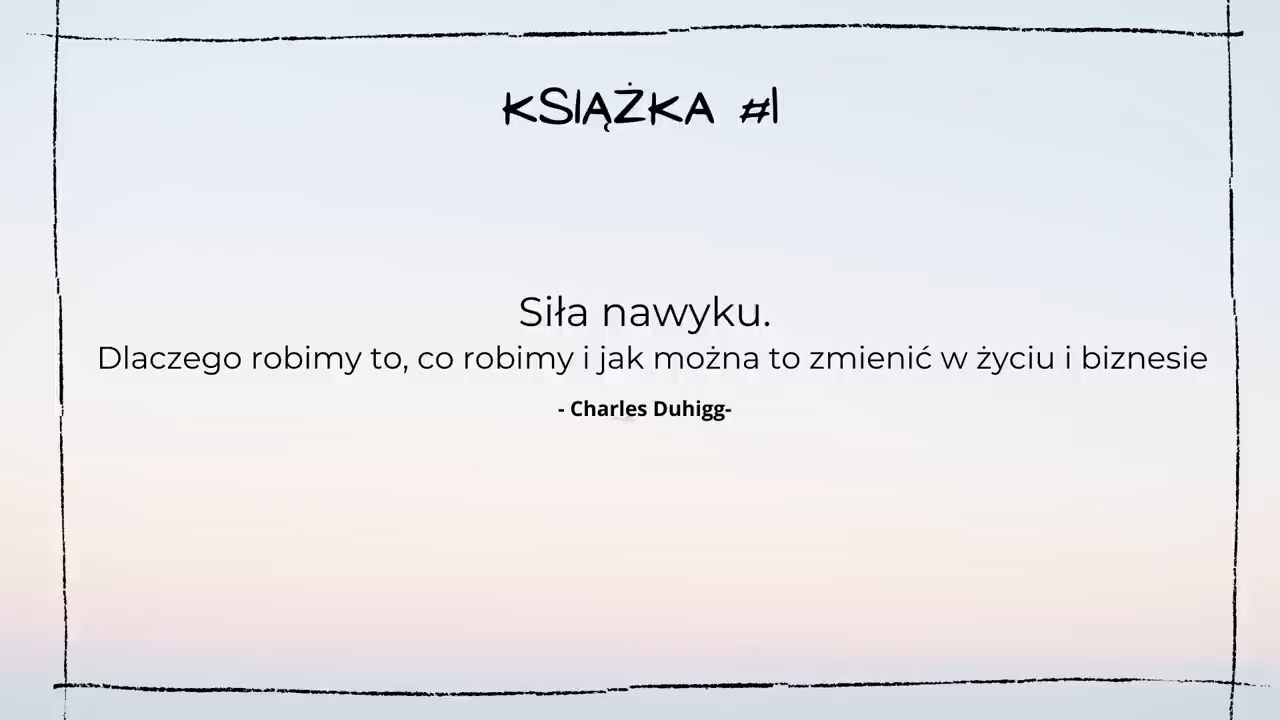 KSIĄŻKA #1
Siła nawyku.
Dlaczego robimy to, co robimy i jak można to zmienić w życiu i biznesie
- Charles Duhigg-